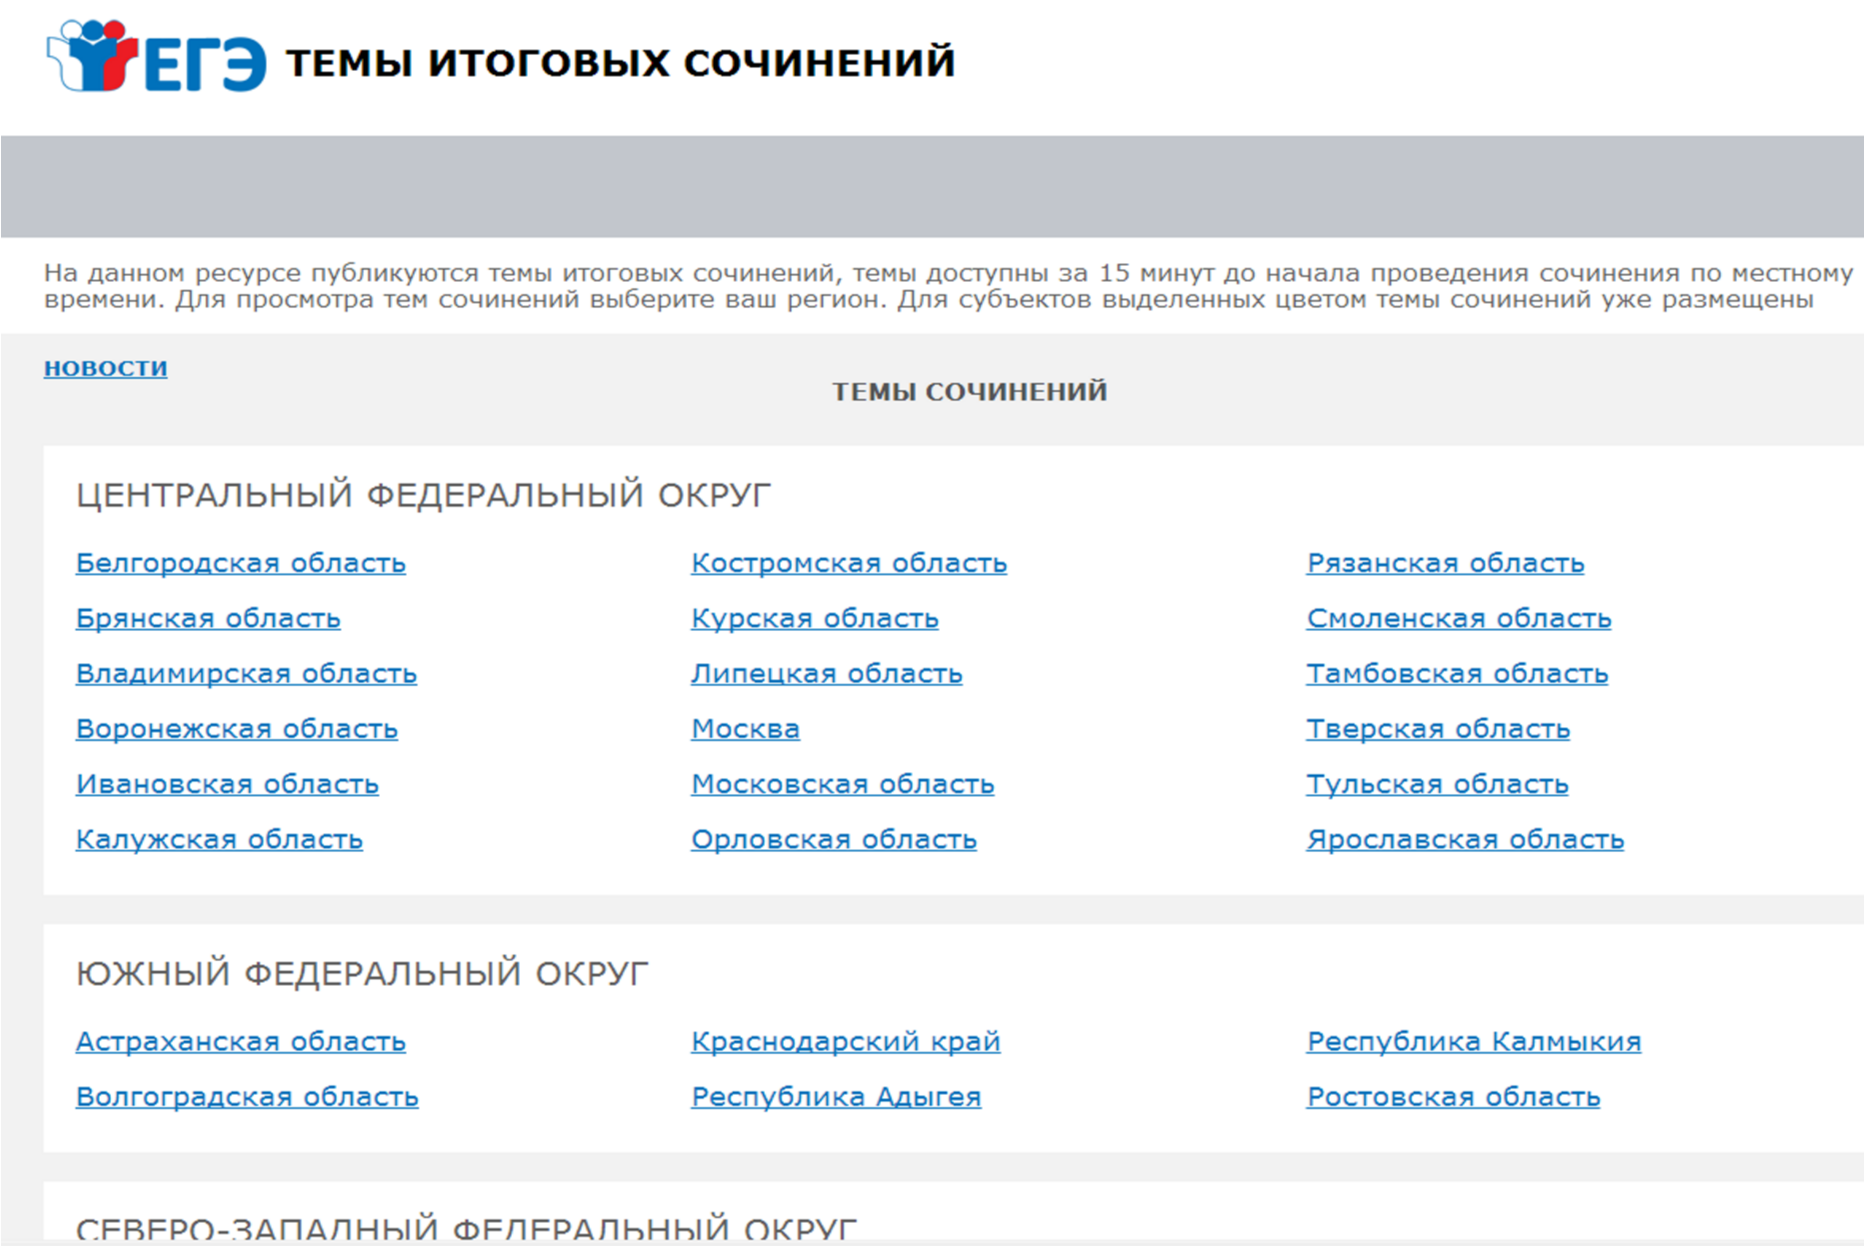 ЕГЭ ТЕМЫ ИТОГОВЫХ СОЧИНЕНИЙ
На данном ресурсе публикуются темы итоговых сочинений, темы доступны за 15 минут до начала проведения сочинения по местному
времени. Для просмотра тем сочинений выберите ваш регион. Для субъектов выделенных цветом темы сочинений уже размещены
НОВОСТИ
ТЕМЫ СОЧИНЕНИЙ
ЦЕНТРАЛЬНЫЙ ФЕДЕРАЛЬНЫЙ ОКРУГ
Белгородская область Костромская область Рязанская область
Брянская область Курская область Смоленская область
Владимирская область Липецкая область Тамбовская область
Воронежская область Москва Тверская область
Ивановская область Московская область Тульская область
Калужская область Орловская область Ярославская область
ЮЖНЫЙ ФЕДЕРАЛЬНЫЙ ОКРУГ
Астраханская область Краснодарский край Республика Калмыкия
Волгоградская область Республика Адыгея Ростовская область
СЕВЕРО-ЗАПАДНЫЙ ФЕДЕРАЛЬНЫЙ ОКРУГ